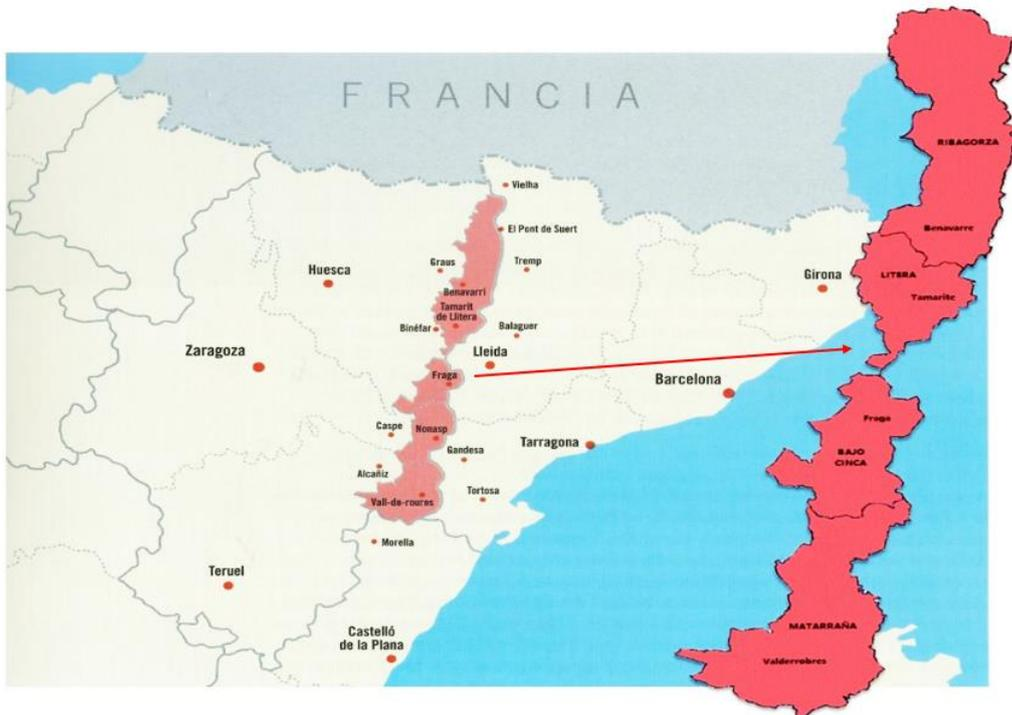 FRANCIA
Vielha
El Pont de Suert
Graus
Tremp
Huesca
Benavarri
Girona
Tamarit
de Llitera
Binéfar
Balaguer
Zaragoza
Lleida
Fraga
Barcelona
Caspe
Nonasp
Tarragona
Gandesa
Alcañiz
Vall-de-roures
Tortosa
Morella
Teruel
Castelló
de la Plana
RIBAGORZA
Benavarre
LITERA
Tamarite
Fraga
BAJO
CINCA
MATARRAÑA
Valderrobres